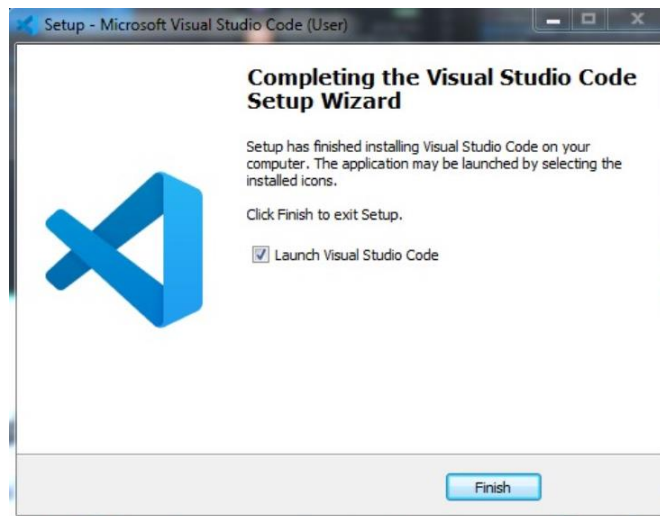 Setup - Microsoft Visual Studio Code (User)
Completing the Visual Studio Code
Setup Wizard
Setup has finished installing Visual Studio Code on your
computer. The application may be launched by selecting the
installed icons.
Click Finish to exit Setup.
Launch Visual Studio Code
Finish